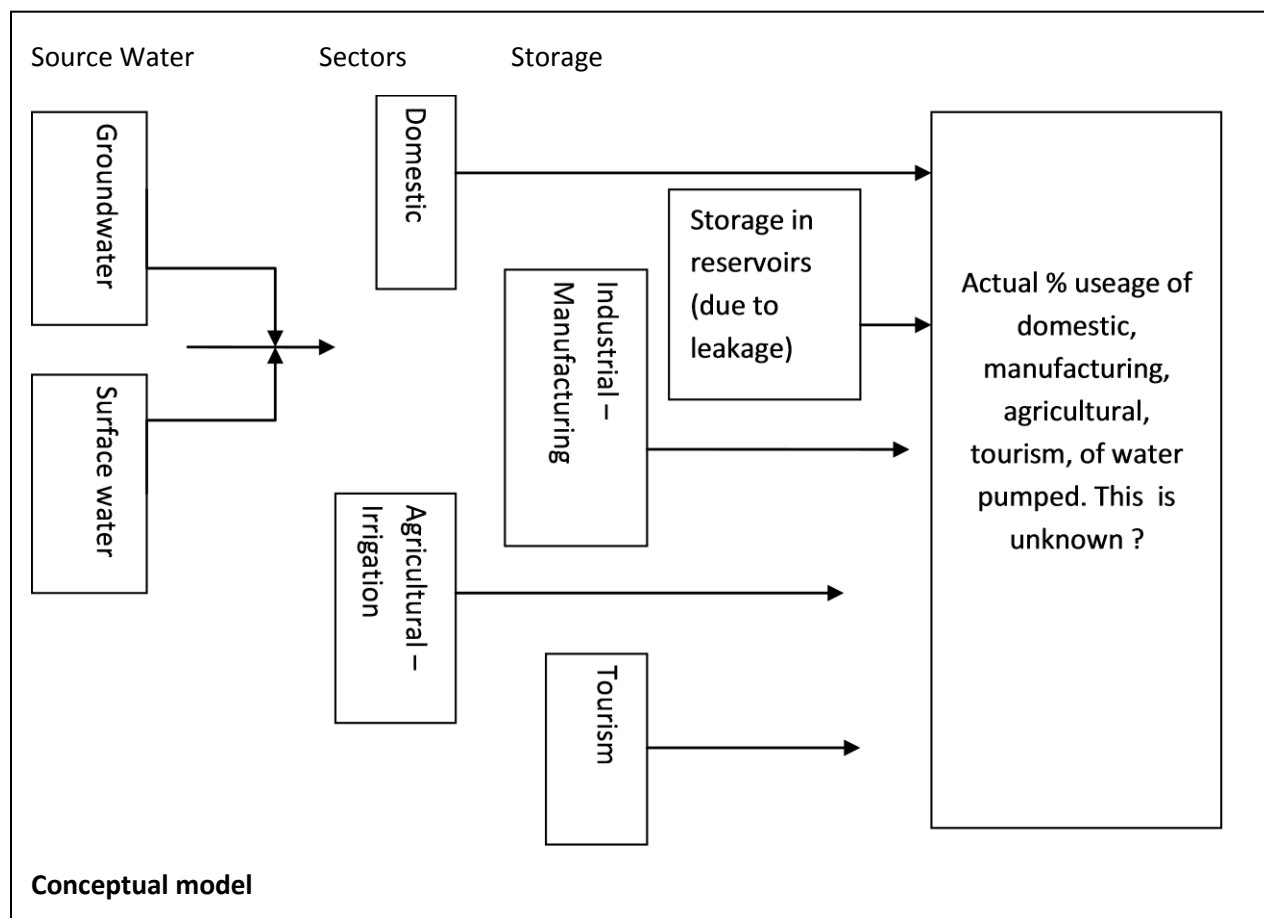 Source Water
Sectors
Storage
Groundwater
Surface water
Domestic
Agricultural –
Irrigation
Industrial –
Manufacturing
Tourism
Storage in
reservoirs
(due to
leakage)
Actual % useage of
domestic,
manufacturing,
agricultural,
tourism, of water
pumped. This  is
unknown ?
Conceptual model